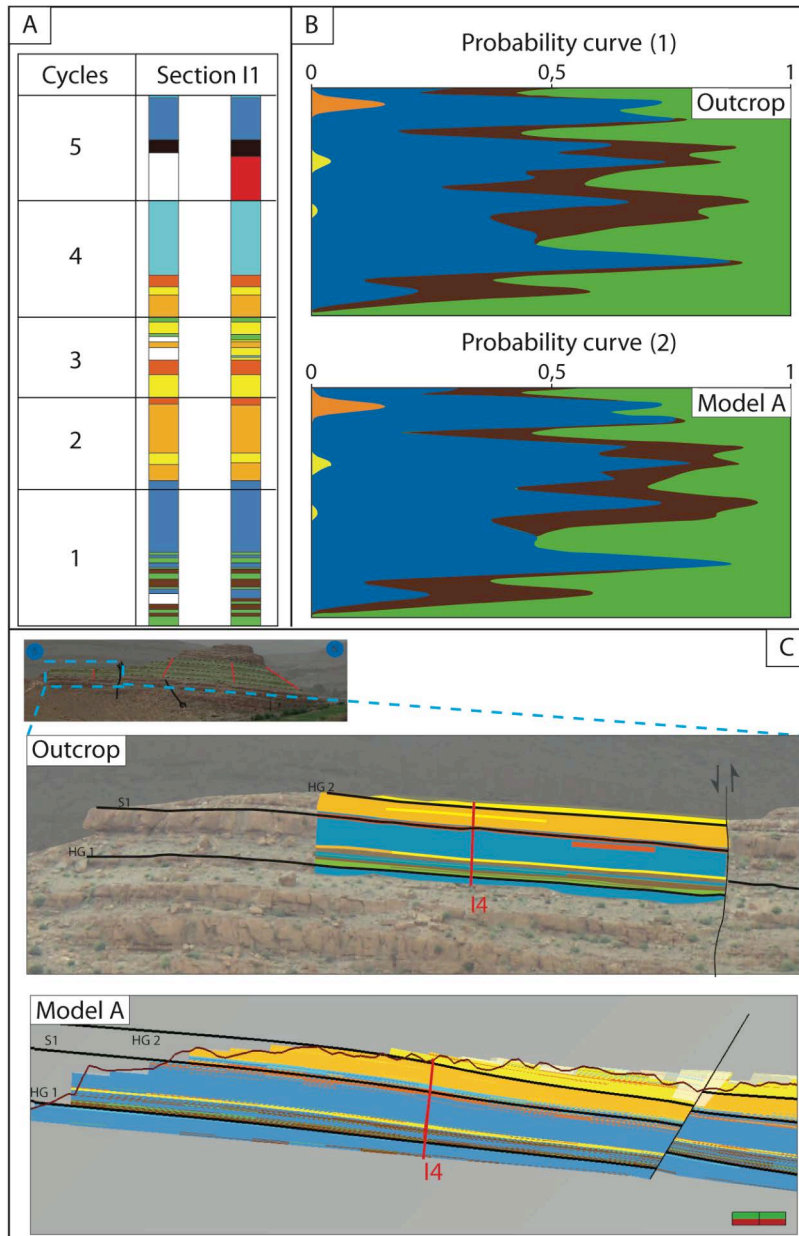 A
Cycles
Section I1
5
4
3
2
1
B
Probability curve (1)
0
0,5
1
Outcrop
Probability curve (2)
0
0,5
1
Model A
C
Outcrop
HG 2
S1
HG 1
I4
Model A
S1
HG 2
HG 1
I4